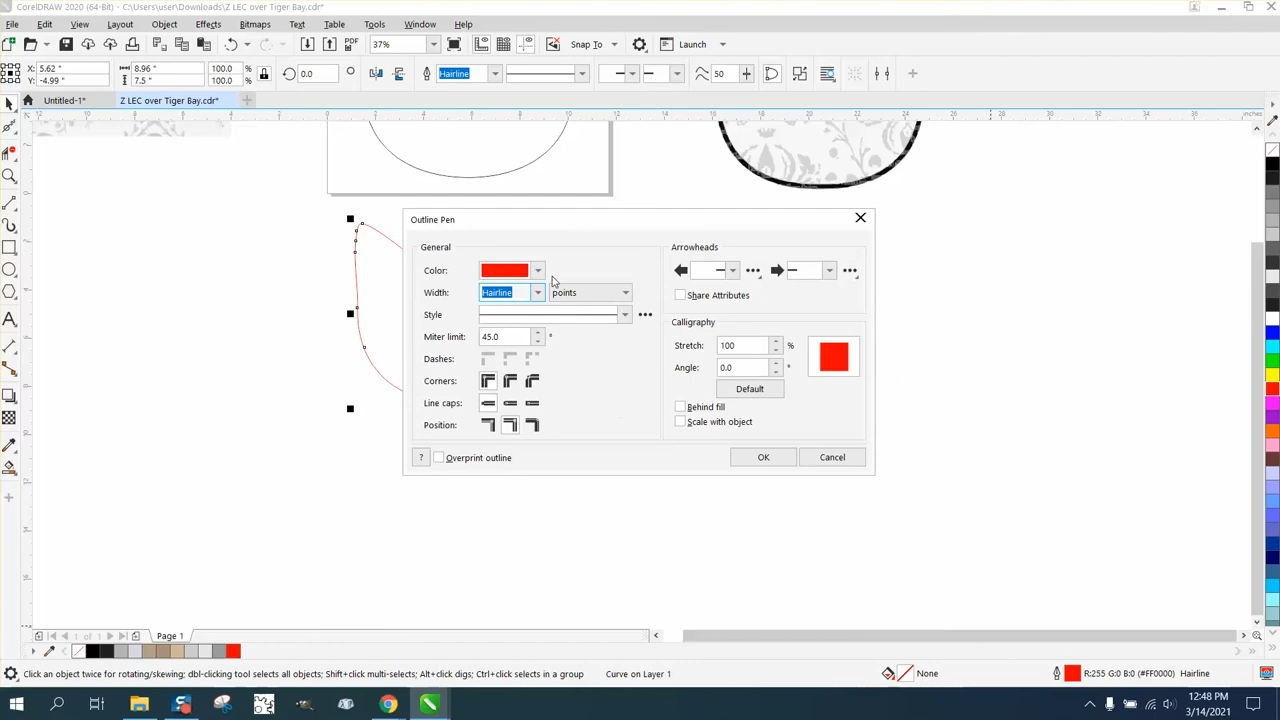 CorelDRAW 2020 (64-Bit) - C:\Users\user\Downloads\Z LEC over Tiger Bay.cdr*
File Edit View Layout Object Effects Bitmaps Text Table Tools Window Help
PDF 37% Snap To Launch
X: 5.62 " 8.96 " 100.0 % 0.0 ° Hairline 50
Y: -4.99 " 7.5 " 100.0 %
Untitled-1* Z LEC over Tiger Bay.cdr*
inches
Outline Pen
General Arrowheads
Color:
Width: Hairline points Share Attributes
Style Calligraphy
Miter limit: 45.0 ° Stretch: 100 %
Dashes: Angle: 0.0 °
Corners: Default
Line caps: Behind fill
Position: Scale with object
? Overprint outline OK Cancel
1 of 1 Page 1
Click an object twice for rotating/skewing; dbl-clicking tool selects all objects; Shift+click multi-selects; Alt+click digs; Ctrl+click selects in a group Curve on Layer 1 None R:255 G:0 B:0 (#FF0000) Hairline
12:48 PM
3/14/2021